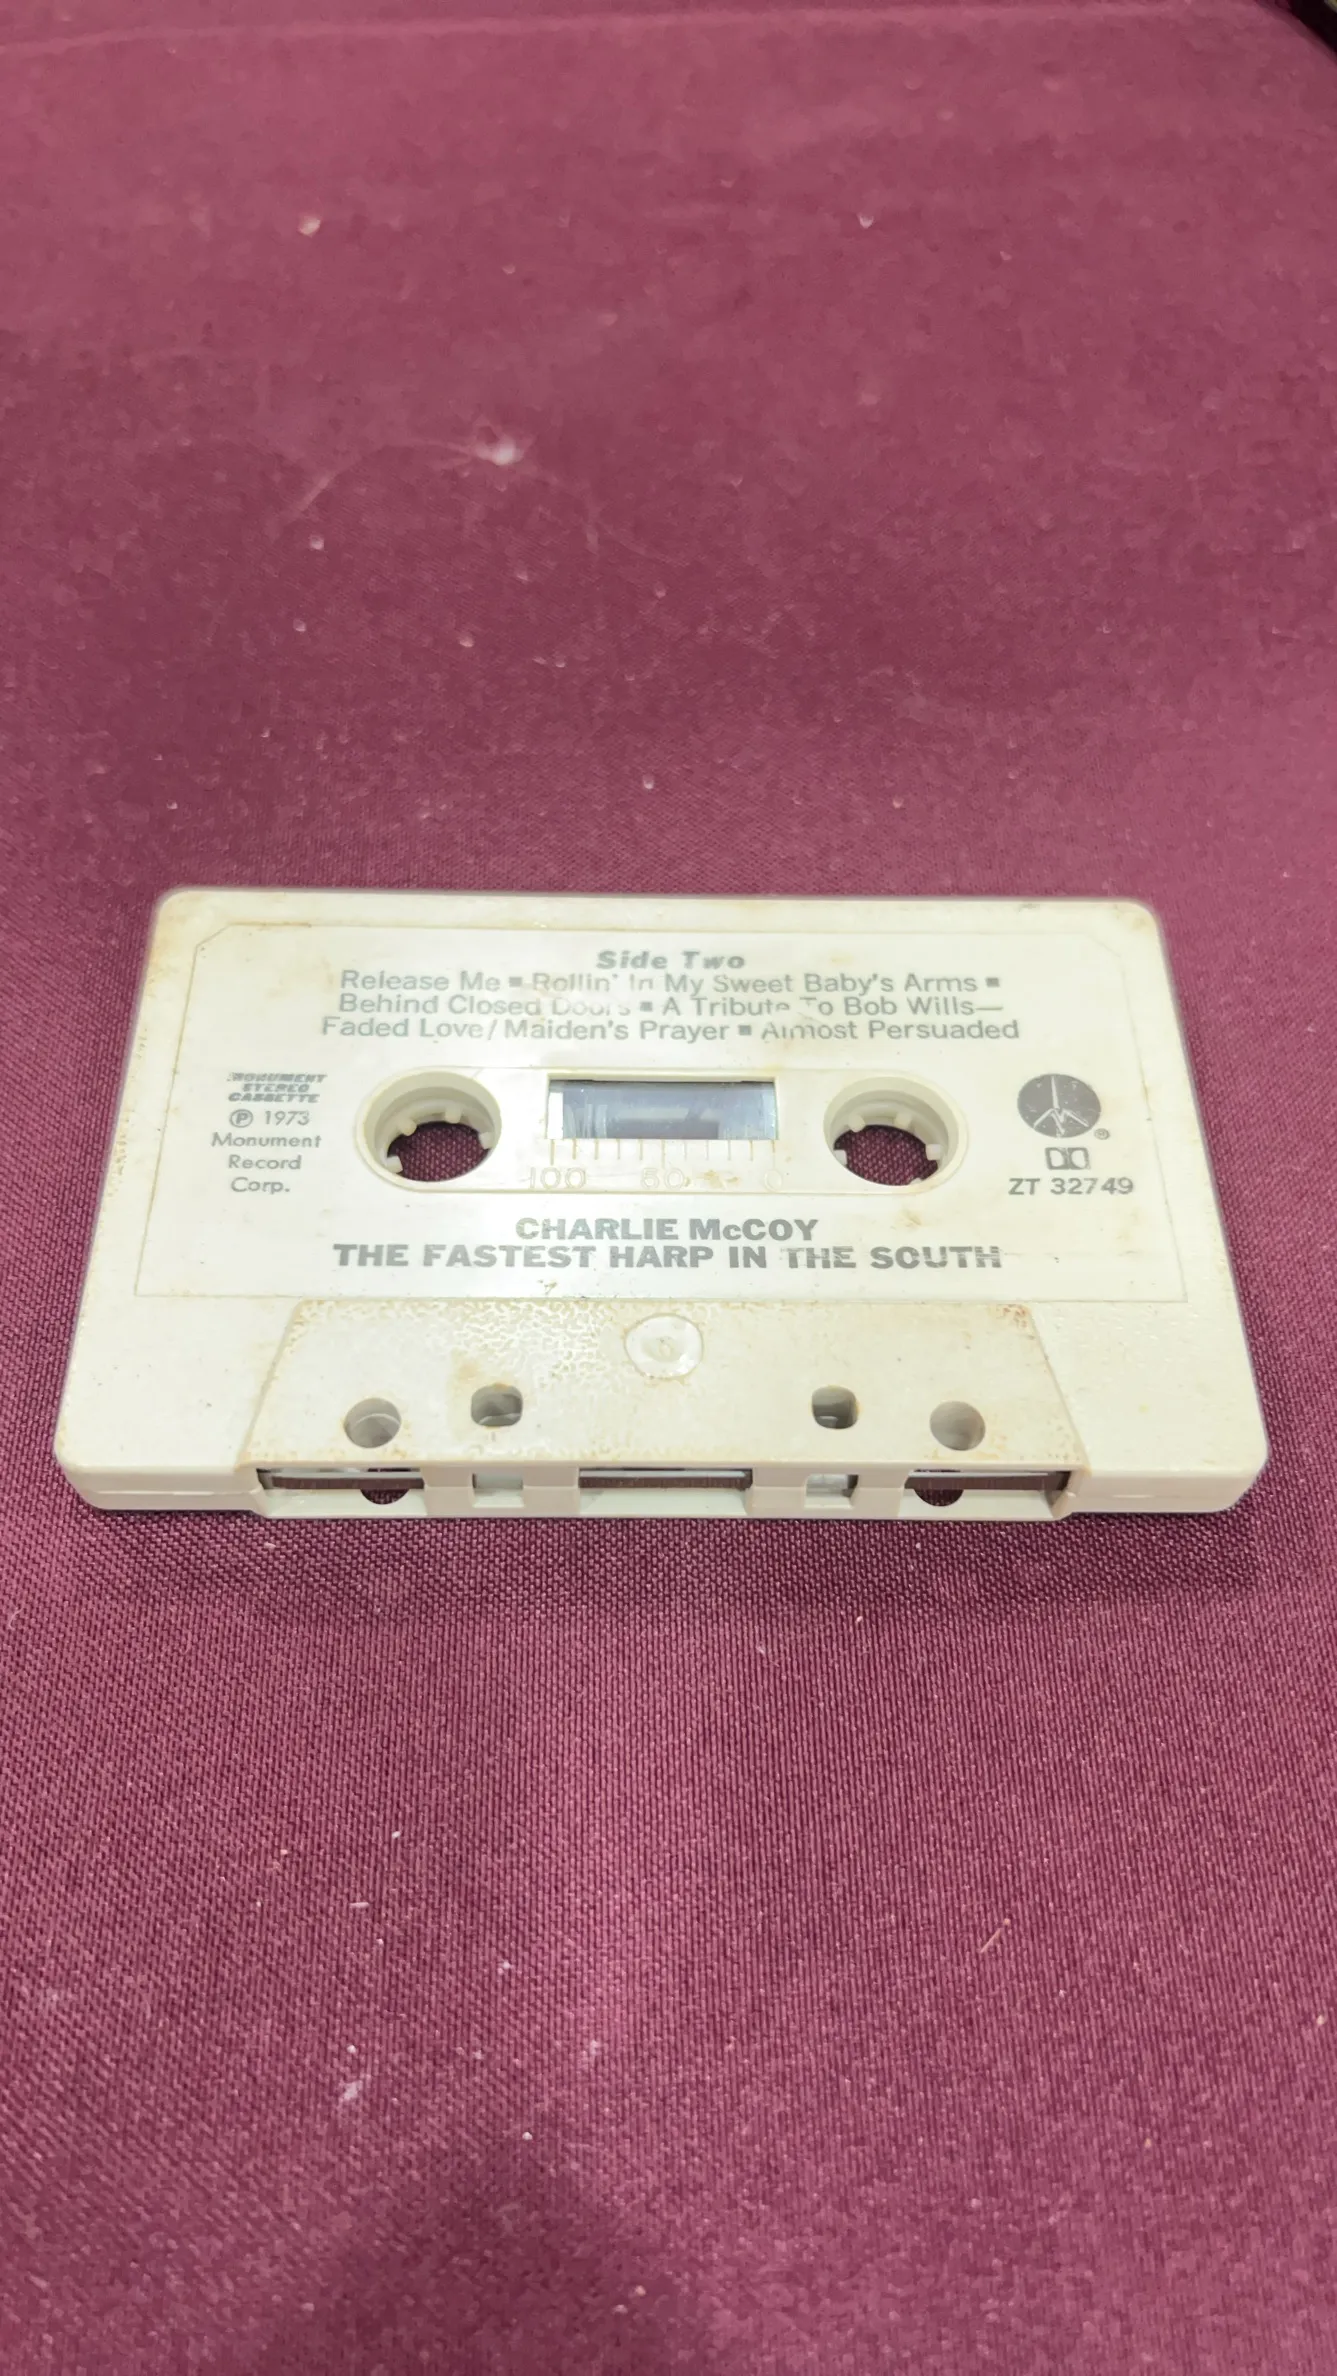 Side Two
Release Me ▪ Rollin' In My Sweet Baby's Arms ▪
Behind Closed Doors ▪ A Tribute To Bob Wills—
Faded Love/Maiden's Prayer ▪ Almost Persuaded
MONUMENT
STEREO
CASSETTE
℗ 1973
Monument
Record
Corp.
100 50 0
®
ZT 32749
CHARLIE McCOY
THE FASTEST HARP IN THE SOUTH